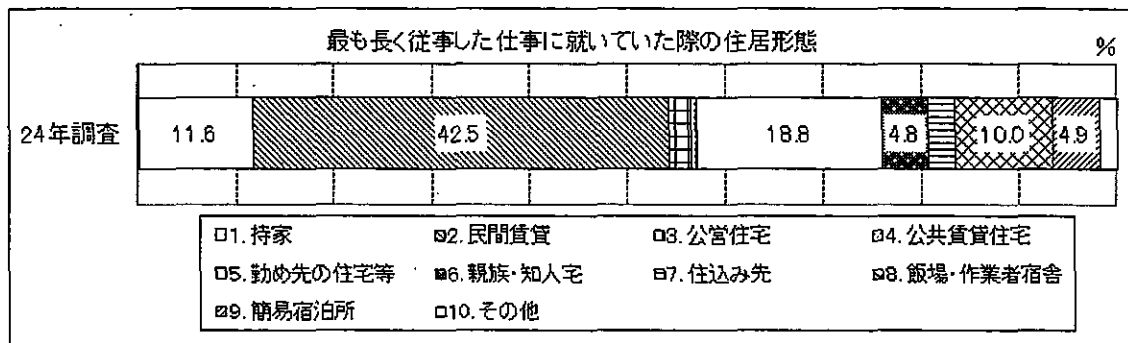 最も長く従事した仕事に就いていた際の住居形態
%
24年調査
11.6
42.5
18.8
4.8
10.0
4.9
1. 持家
2. 民間賃貸
3. 公営住宅
4. 公共賃貸住宅
5. 勤め先の住宅等
6. 親族・知人宅
7. 住込み先
8. 飯場・作業者宿舎
9. 簡易宿泊所
10. その他